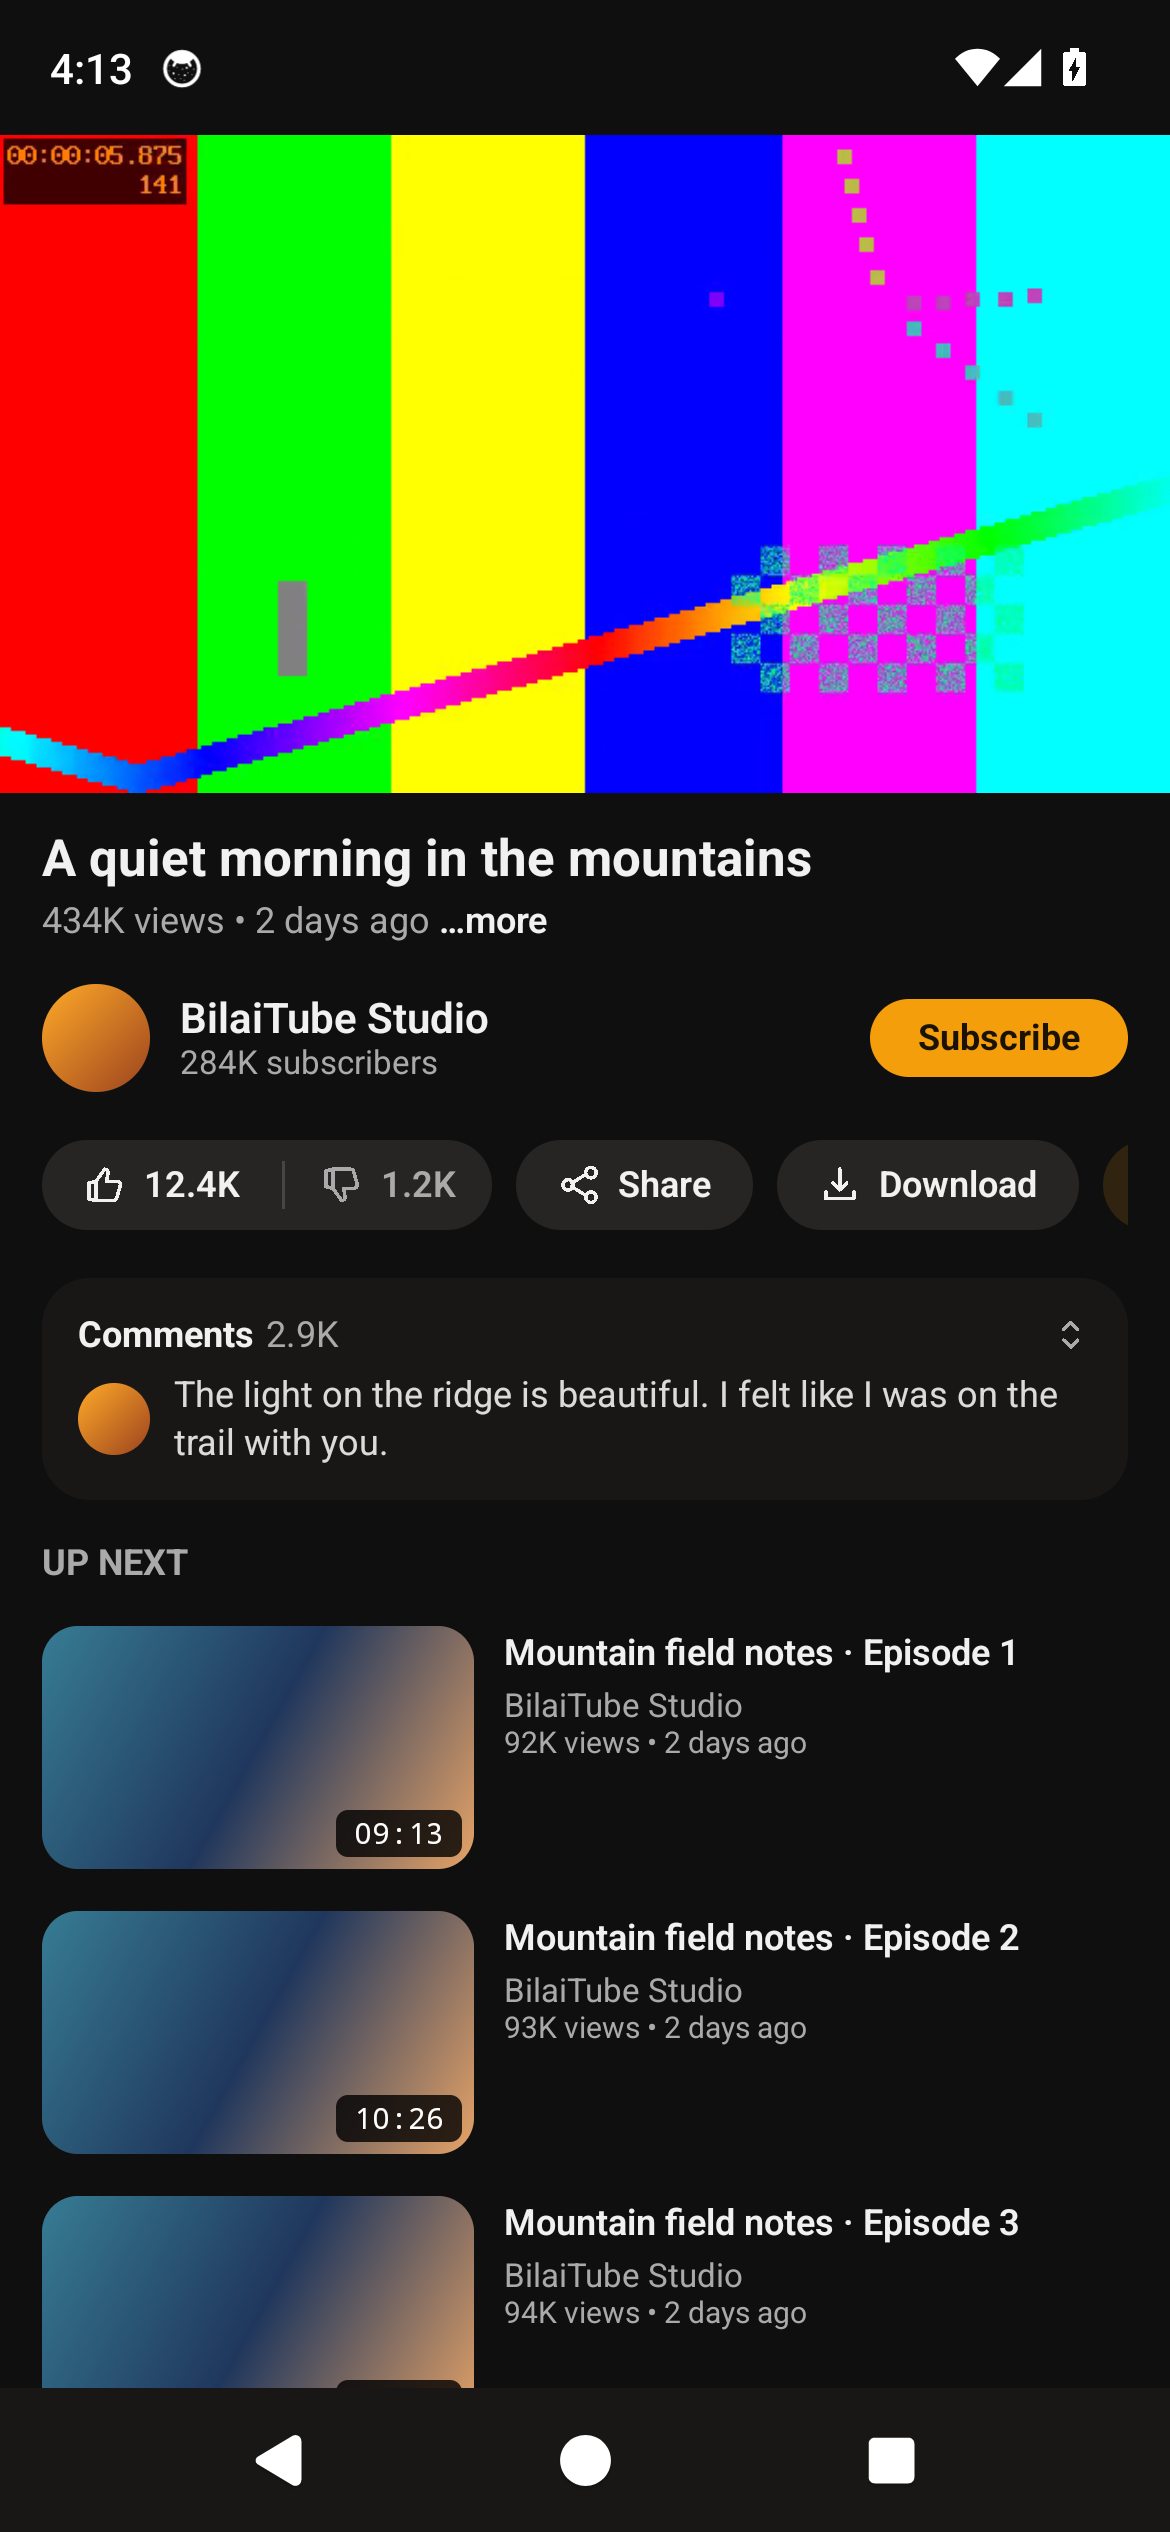 4:13
00:00:05.875
141
A quiet morning in the mountains
434K views • 2 days ago ...more
BilaiTube Studio
284K subscribers
Subscribe
12.4K
1.2K
Share
Download
Comments 2.9K
The light on the ridge is beautiful. I felt like I was on the
trail with you.
UP NEXT
Mountain field notes · Episode 1
BilaiTube Studio
92K views • 2 days ago
09:13
Mountain field notes · Episode 2
BilaiTube Studio
93K views • 2 days ago
10:26
Mountain field notes · Episode 3
BilaiTube Studio
94K views • 2 days ago